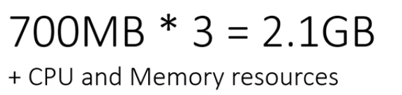 700MB * 3 = 2.1GB
+ CPU and Memory resources